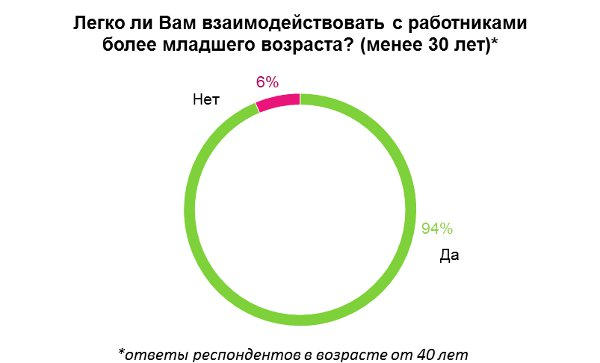 Легко ли Вам взаимодействовать с работниками
более младшего возраста? (менее 30 лет)*
6%
Нет
94%
Да
*ответы респондентов в возрасте от 40 лет